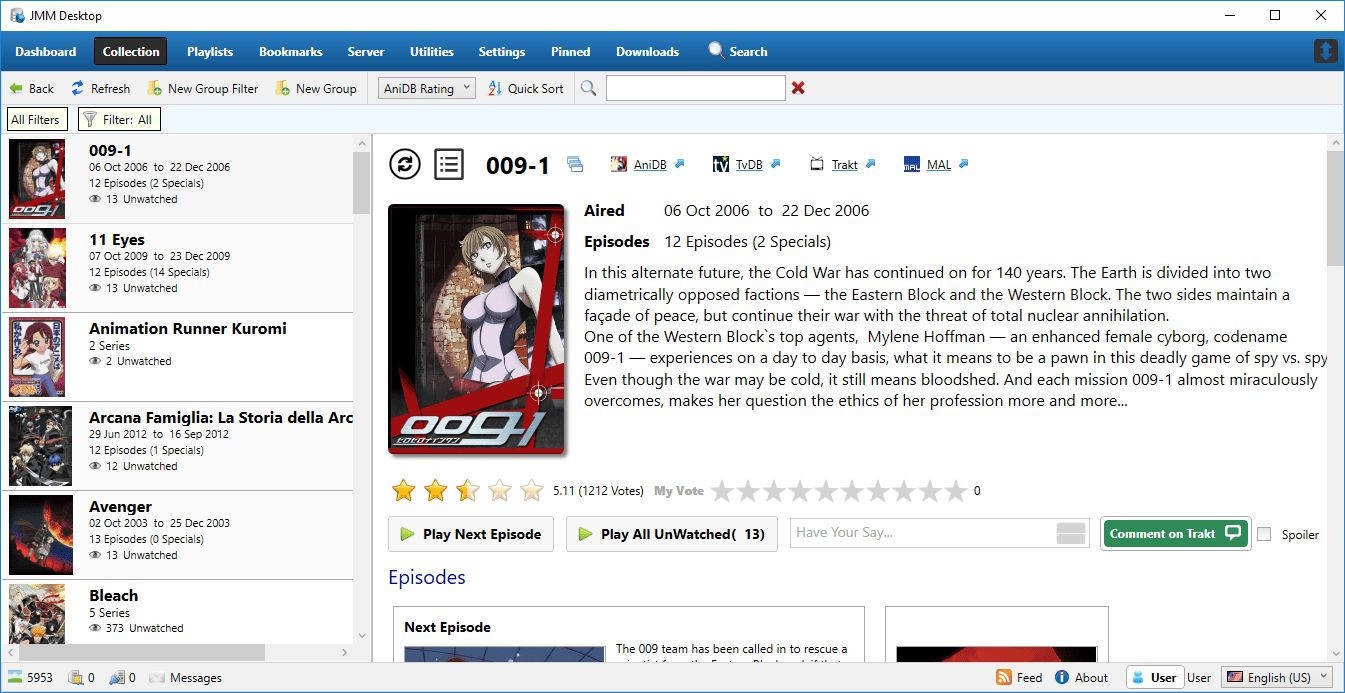 JMM Desktop
Dashboard Collection Playlists Bookmarks Server Utilities Settings Pinned Downloads Search
Back Refresh New Group Filter New Group AniDB Rating Quick Sort
All Filters Filter: All
009-1
06 Oct 2006 to 22 Dec 2006
12 Episodes (2 Specials)
13 Unwatched
11 Eyes
07 Oct 2009 to 23 Dec 2009
12 Episodes (14 Specials)
13 Unwatched
Animation Runner Kuromi
2 Series
2 Unwatched
Arcana Famiglia: La Storia della Arc
29 Jun 2012 to 16 Sep 2012
12 Episodes (1 Specials)
12 Unwatched
Avenger
02 Oct 2003 to 25 Dec 2003
13 Episodes (0 Specials)
13 Unwatched
Bleach
5 Series
373 Unwatched
009-1 AniDB TvDB Trakt MAL
Aired 06 Oct 2006 to 22 Dec 2006
Episodes 12 Episodes (2 Specials)
In this alternate future, the Cold War has continued on for 140 years. The Earth is divided into two
diametrically opposed factions — the Eastern Block and the Western Block. The two sides maintain a
façade of peace, but continue their war with the threat of total nuclear annihilation.
One of the Western Block`s top agents, Mylene Hoffman — an enhanced female cyborg, codename
009-1 — experiences on a day to day basis, what it means to be a pawn in this deadly game of spy vs. spy
Even though the war may be cold, it still means bloodshed. And each mission 009-1 almost miraculously
overcomes, makes her question the ethics of her profession more and more...
009-1
ゼロゼロナインワン
5.11 (1212 Votes) My Vote 0
Play Next Episode Play All UnWatched( 13) Have Your Say... Comment on Trakt Spoiler
Episodes
Next Episode
The 009 team has been called in to rescue a
5953 0 0 Messages Feed About User User English (US)